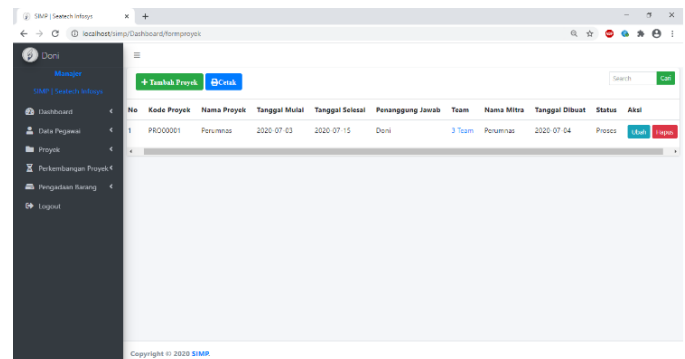 SIMP | Seatech Infosys
localhost/simp/Dashboard/formproyek
Doni
Manajer
SIMP | Seatech Infosys
Dashboard
Data Pegawai
Proyek
Perkembangan Proyek
Pengadaan Barang
Logout
Tambah Proyek Cetak
Search Cari
No Kode Proyek Nama Proyek Tanggal Mulai Tanggal Selesai Penanggung Jawab Team Nama Mitra Tanggal Dibuat Status Aksi
1 PRO00001 Perumnas 2020-07-03 2020-07-15 Doni 3 Team Perumnas 2020-07-04 Proses Ubah Hapus
Copyright © 2020 SIMP.